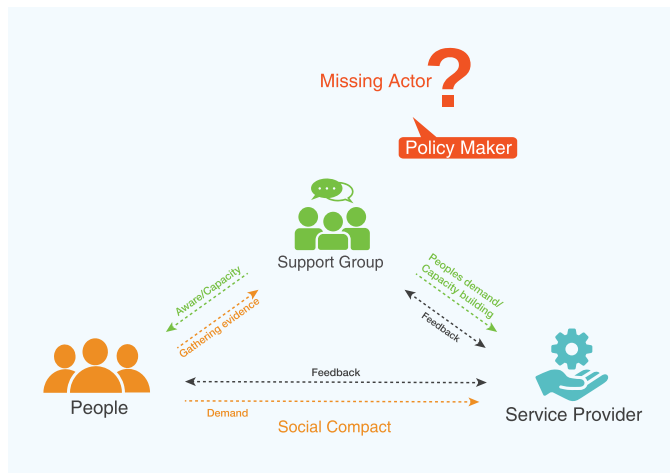 Missing Actor ?
Policy Maker
Support Group
Aware/Capacity
Gathering evidence
Peoples demand/
Capacity building
Feedback
Feedback
People
Demand
Social Compact
Service Provider